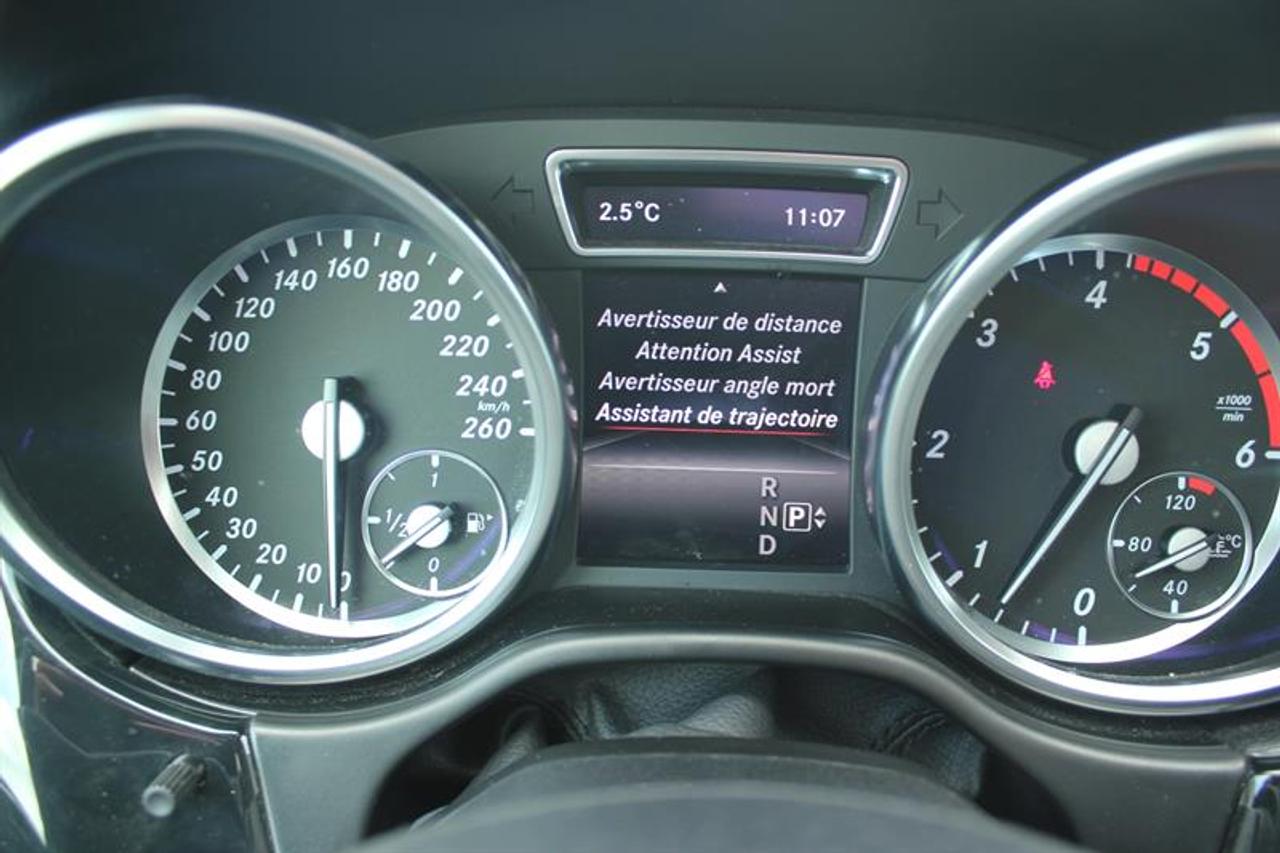 2.5°C 11:07
Avertisseur de distance
Attention Assist
Avertisseur angle mort
Assistant de trajectoire
R
N P
D
0
10
20
30
40
50
60
80
100
120
140
160
180
200
220
240
km/h
260
1
1/2
0
0
1
2
3
4
5
6
x1000
min
120
80
°C
40